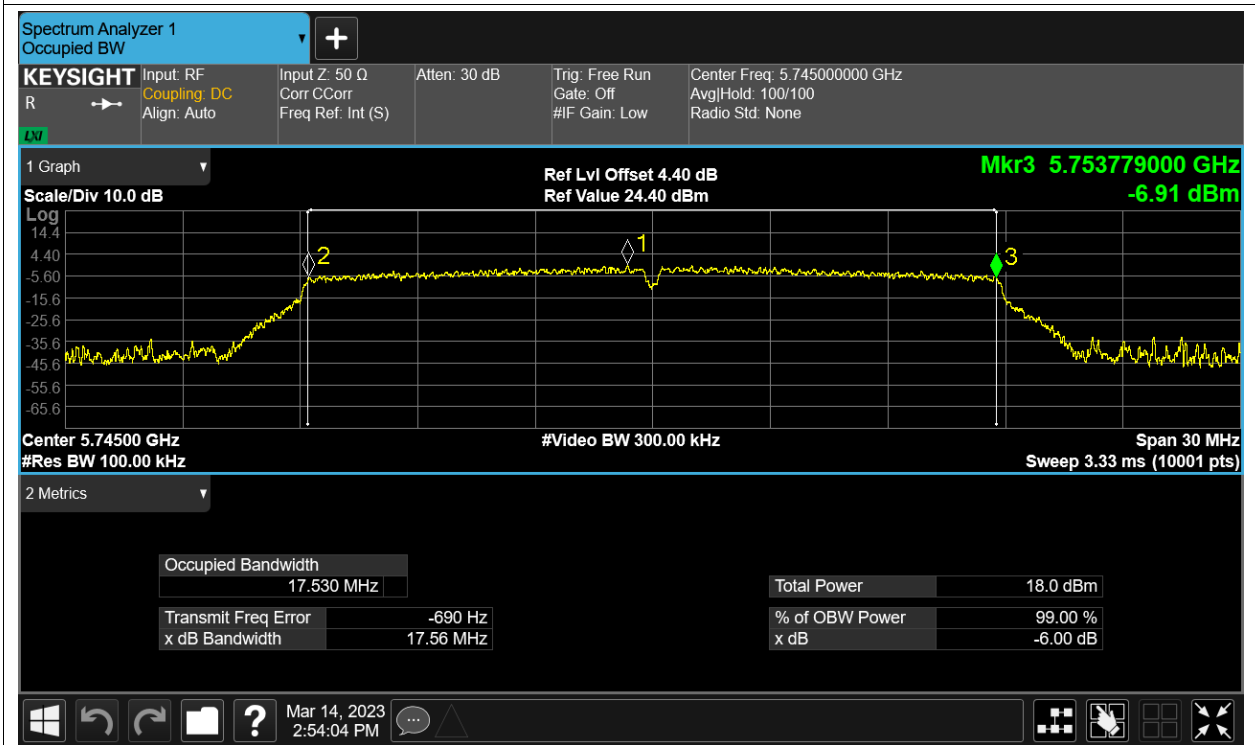 Spectrum Analyzer 1
Occupied BW
KEYSIGHT
R
LXI
Input: RF
Coupling: DC
Align: Auto
Input Z: 50 Ω
Corr CCorr
Freq Ref: Int (S)
Atten: 30 dB
Trig: Free Run
Gate: Off
#IF Gain: Low
Center Freq: 5.745000000 GHz
Avg|Hold: 100/100
Radio Std: None
1 Graph
Scale/Div 10.0 dB
Ref Lvl Offset 4.40 dB
Ref Value 24.40 dBm
Mkr3 5.753779000 GHz
-6.91 dBm
Log
14.4
4.40
-5.60
-15.6
-25.6
-35.6
-45.6
-55.6
-65.6
2
1
3
Center 5.74500 GHz
#Res BW 100.00 kHz
#Video BW 300.00 kHz
Span 30 MHz
Sweep 3.33 ms (10001 pts)
2 Metrics
Occupied Bandwidth
17.530 MHz
Transmit Freq Error -690 Hz
x dB Bandwidth 17.56 MHz
Total Power 18.0 dBm
% of OBW Power 99.00 %
x dB -6.00 dB
?
Mar 14, 2023
2:54:04 PM